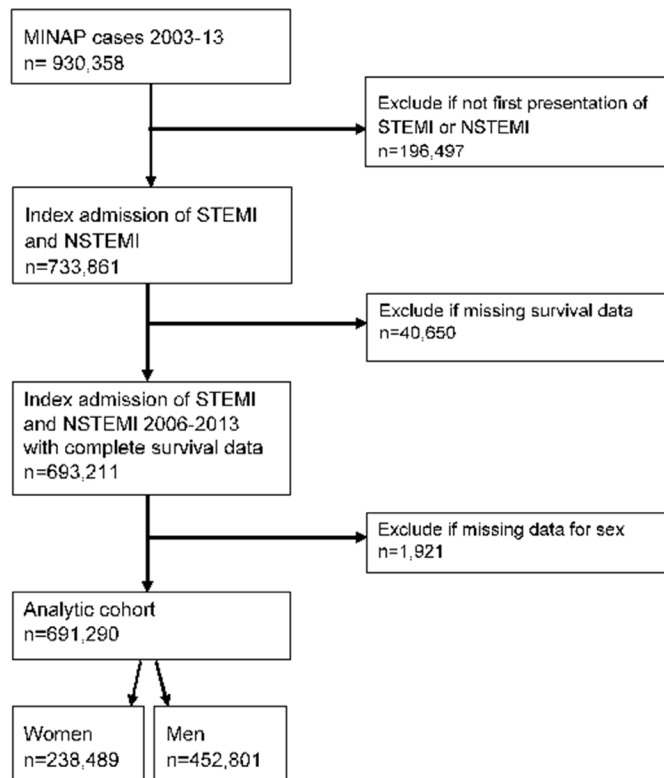 MINAP cases 2003-13
n= 930,358
Exclude if not first presentation of
STEMI or NSTEMI
n=196,497
Index admission of STEMI
and NSTEMI
n=733,861
Exclude if missing survival data
n=40,650
Index admission of STEMI
and NSTEMI 2006-2013
with complete survival data
n=693,211
Exclude if missing data for sex
n=1,921
Analytic cohort
n=691,290
Women
n=238,489
Men
n=452,801